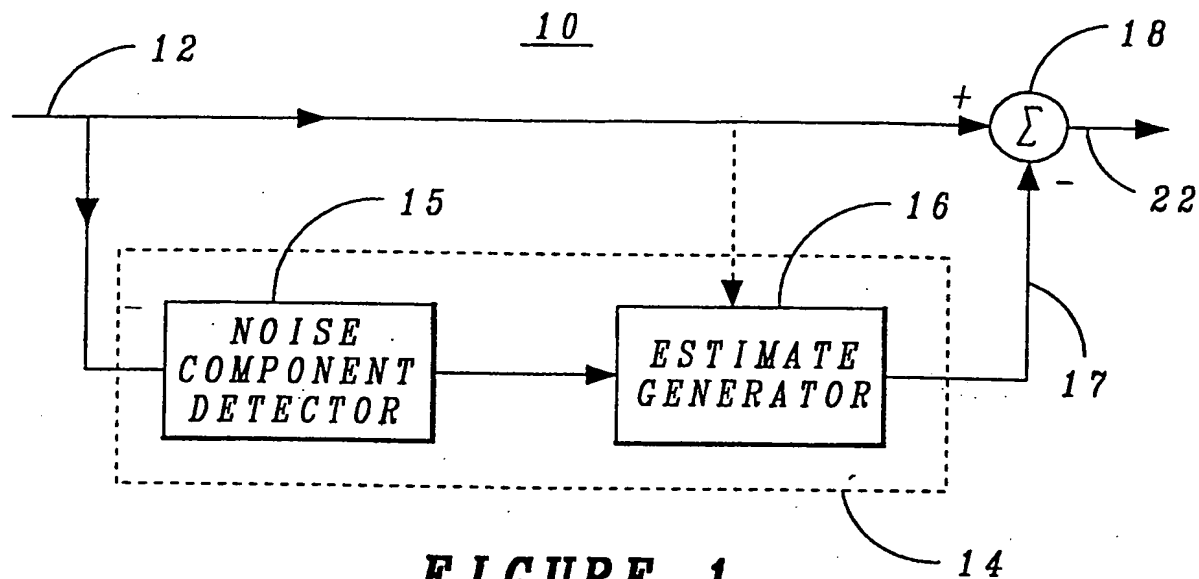 10
12
18
+
Σ
-
22
15
16
-
NOISE
COMPONENT
DETECTOR
ESTIMATE
GENERATOR
17
14
FIGURE 1